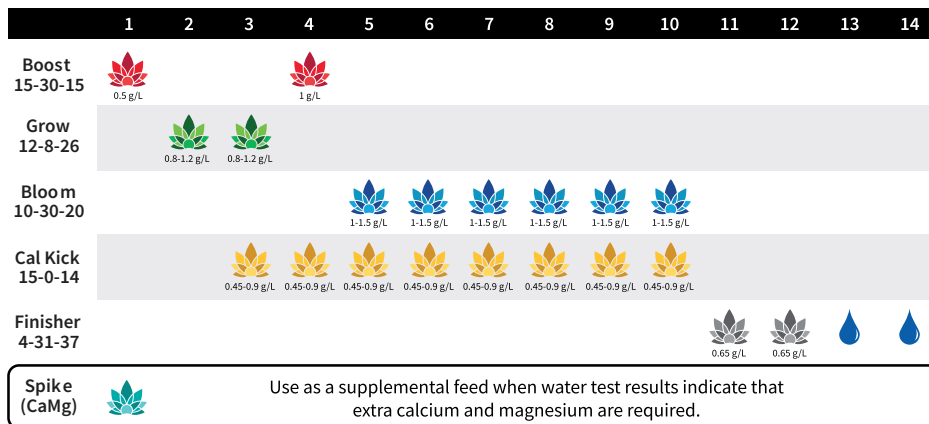 1 2 3 4 5 6 7 8 9 10 11 12 13 14
Boost
15-30-15
0.5 g/L 1 g/L
Grow
12-8-26
0.8-1.2 g/L 0.8-1.2 g/L
Bloom
10-30-20
1-1.5 g/L 1-1.5 g/L 1-1.5 g/L 1-1.5 g/L 1-1.5 g/L 1-1.5 g/L
Cal Kick
15-0-14
0.45-0.9 g/L 0.45-0.9 g/L 0.45-0.9 g/L 0.45-0.9 g/L 0.45-0.9 g/L 0.45-0.9 g/L 0.45-0.9 g/L 0.45-0.9 g/L
Finisher
4-31-37
0.65 g/L 0.65 g/L
Spike
(CaMg)
Use as a supplemental feed when water test results indicate that
extra calcium and magnesium are required.